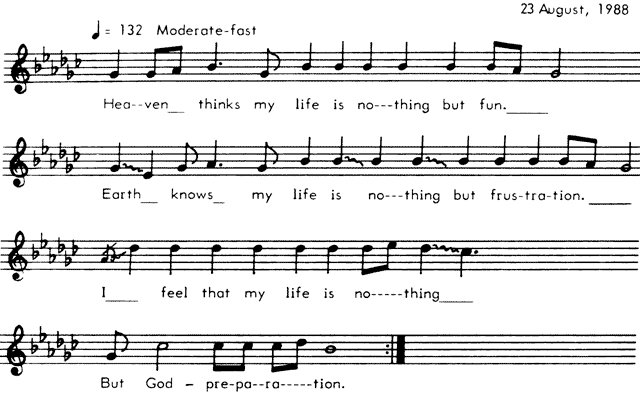 23 August, 1988
♩ = 132 Moderate-fast
Hea--ven__ thinks my life is no---thing but fun._____
Earth__ knows_ my life is no---thing but frus-tra-tion. _____
I____ feel that my life is no-----thing____
But God - pre-pa--ra-----tion.